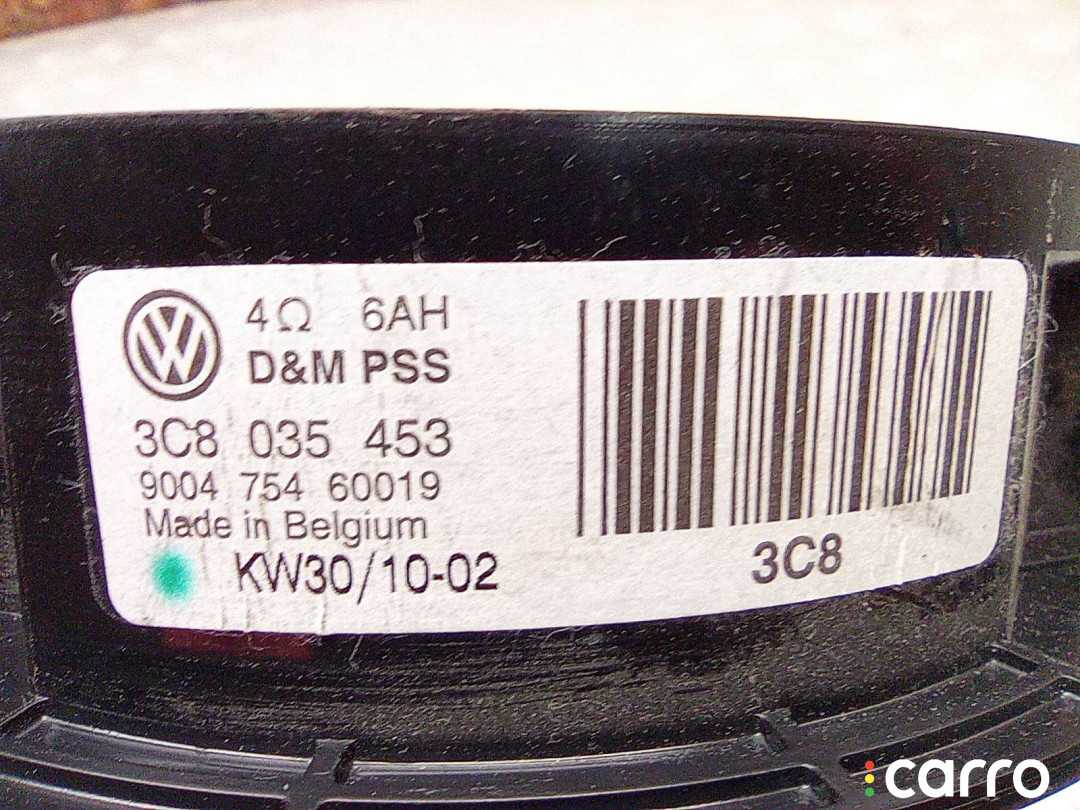 4Ω 6AH
D&M PSS
3C8 035 453
9004 754 60019
Made in Belgium
KW30/10-02
3C8
carro